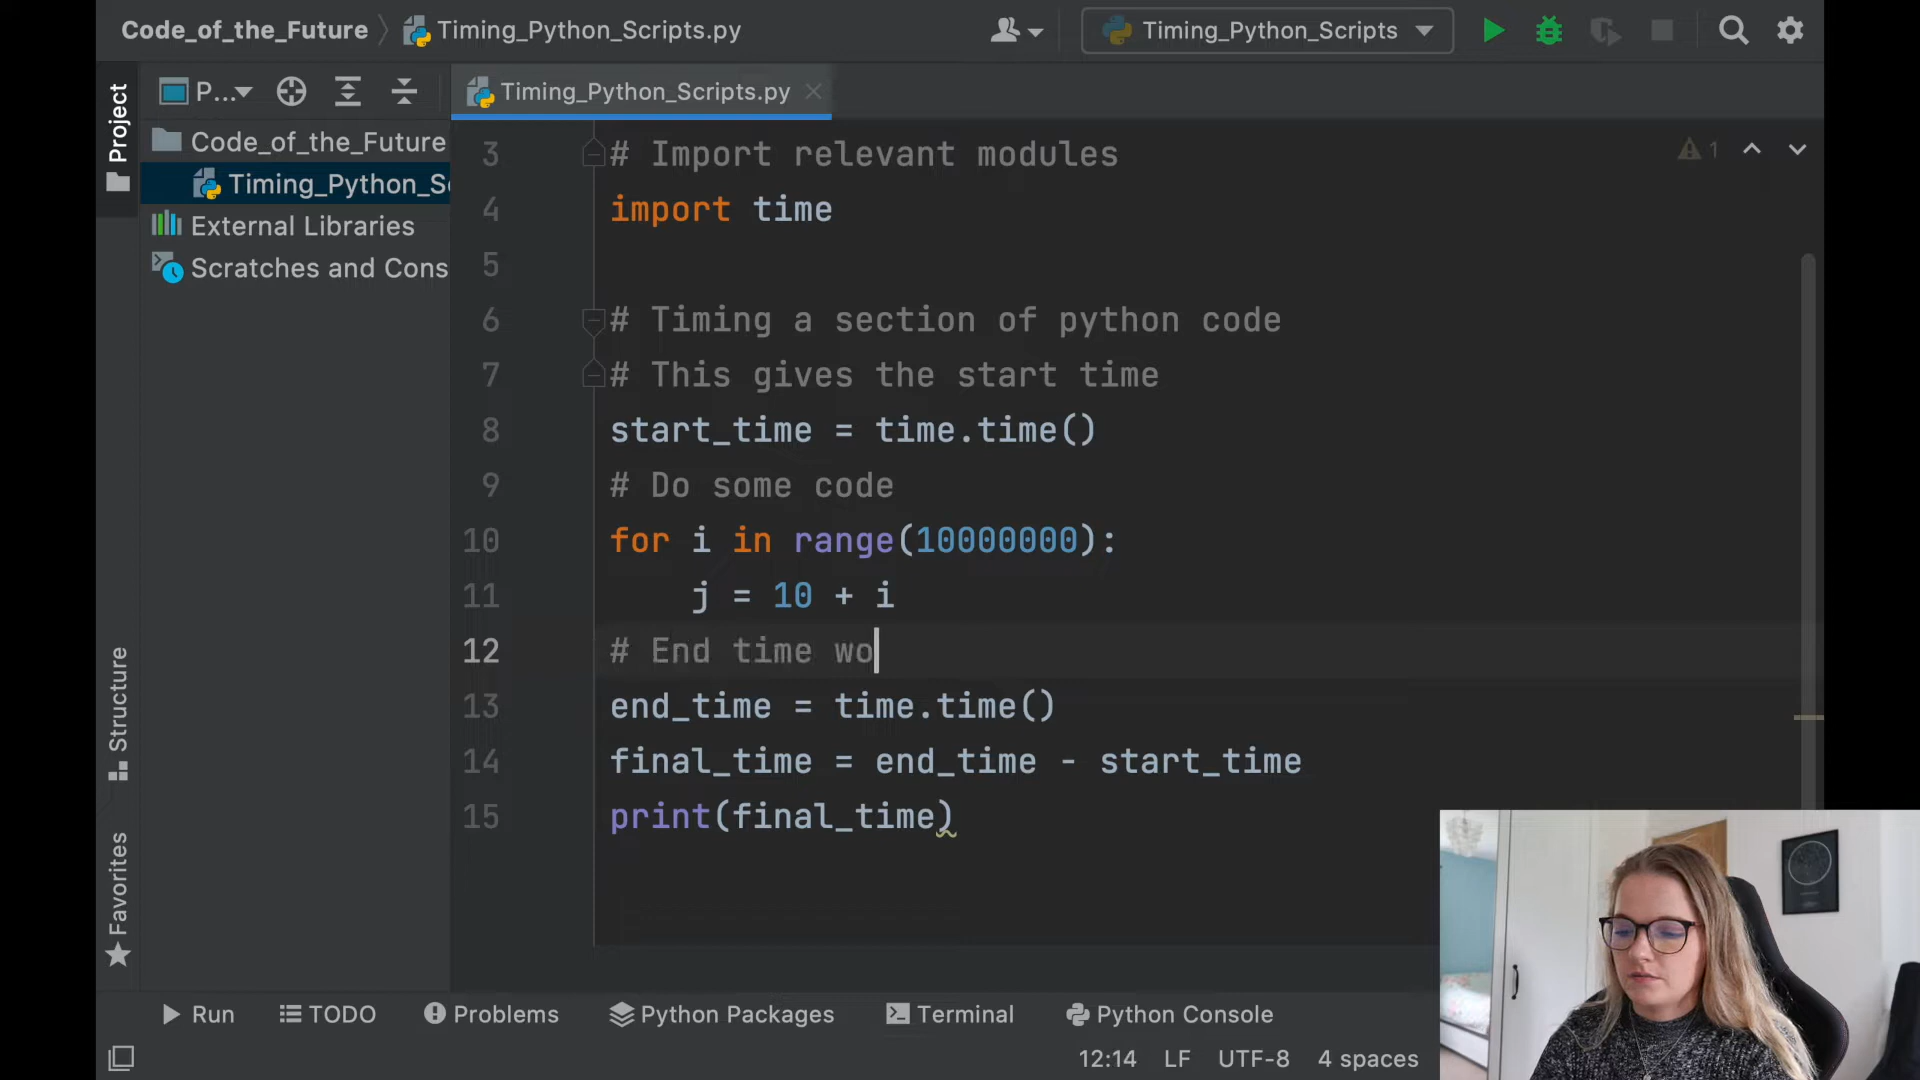 Code_of_the_Future
Timing_Python_Scripts.py
Timing_Python_Scripts
Project
P...
Timing_Python_Scripts.py
Code_of_the_Future
Timing_Python_S
External Libraries
Scratches and Cons
1
3 # Import relevant modules
4 import time
5
6 # Timing a section of python code
7 # This gives the start time
8 start_time = time.time()
9 # Do some code
10 for i in range(10000000):
11 j = 10 + i
12 # End time wo
13 end_time = time.time()
14 final_time = end_time - start_time
15 print(final_time)
Structure
Favorites
Run TODO Problems Python Packages Terminal Python Console
12:14 LF UTF-8 4 spaces